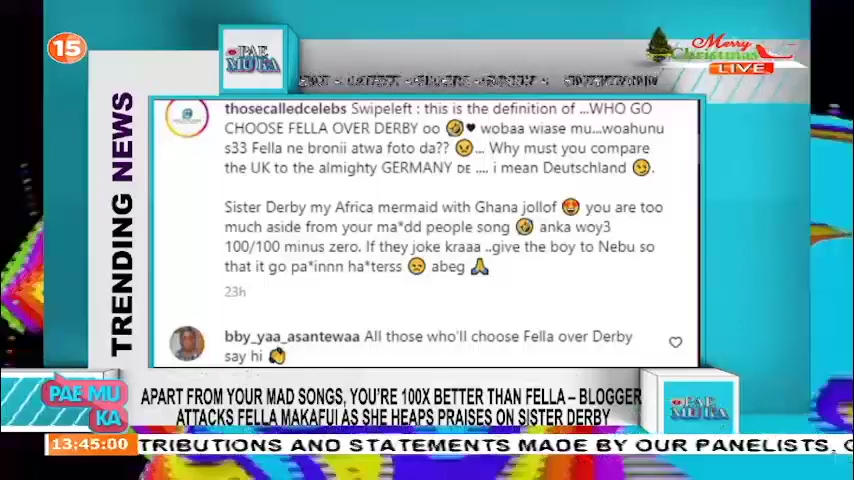 15
PAE
MU KA
Merry
Christmas
LIVE
TRENDING NEWS
thosecalledcelebs Swipeleft : this is the definition of ...WHO GO
CHOOSE FELLA OVER DERBY oo 🤣♥ wobaa wiase mu...woahunu
s33 Fella ne bronii atwa foto da?? 😠... Why must you compare
the UK to the almighty GERMANY DE .... i mean Deutschland 😏.
Sister Derby my Africa mermaid with Ghana jollof 🤩 you are too
much aside from your ma*dd people song 🤣 anka woy3
100/100 minus zero. If they joke kraaa ..give the boy to Nebu so
that it go pa*innn ha*terss 😠 abeg 🙏
23h
bby_yaa_asantewaa All those who'll choose Fella over Derby
say hi 👏
PAE MU
KA
APART FROM YOUR MAD SONGS, YOU'RE 100X BETTER THAN FELLA – BLOGGER
ATTACKS FELLA MAKAFUI AS SHE HEAPS PRAISES ON SISTER DERBY
PAE
MU KA
13:45:00 TRIBUTIONS AND STATEMENTS MADE BY OUR PANELISTS,